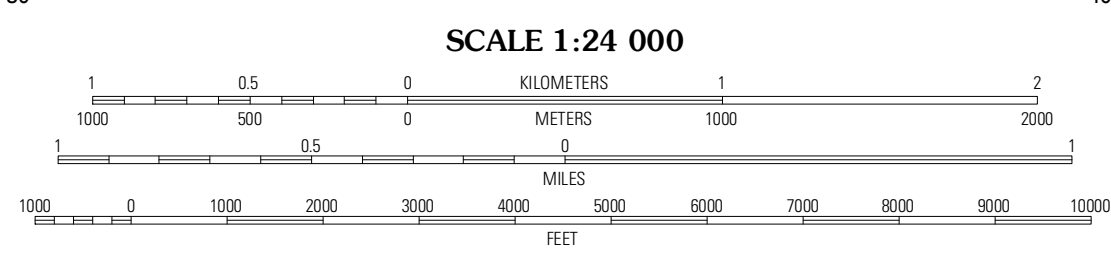 SCALE 1:24 000
1 0.5 0 KILOMETERS 1 2
1000 500 0 METERS 1000 2000
1 0.5 0 1
MILES
1000 0 1000 2000 3000 4000 5000 6000 7000 8000 9000 10000
FEET